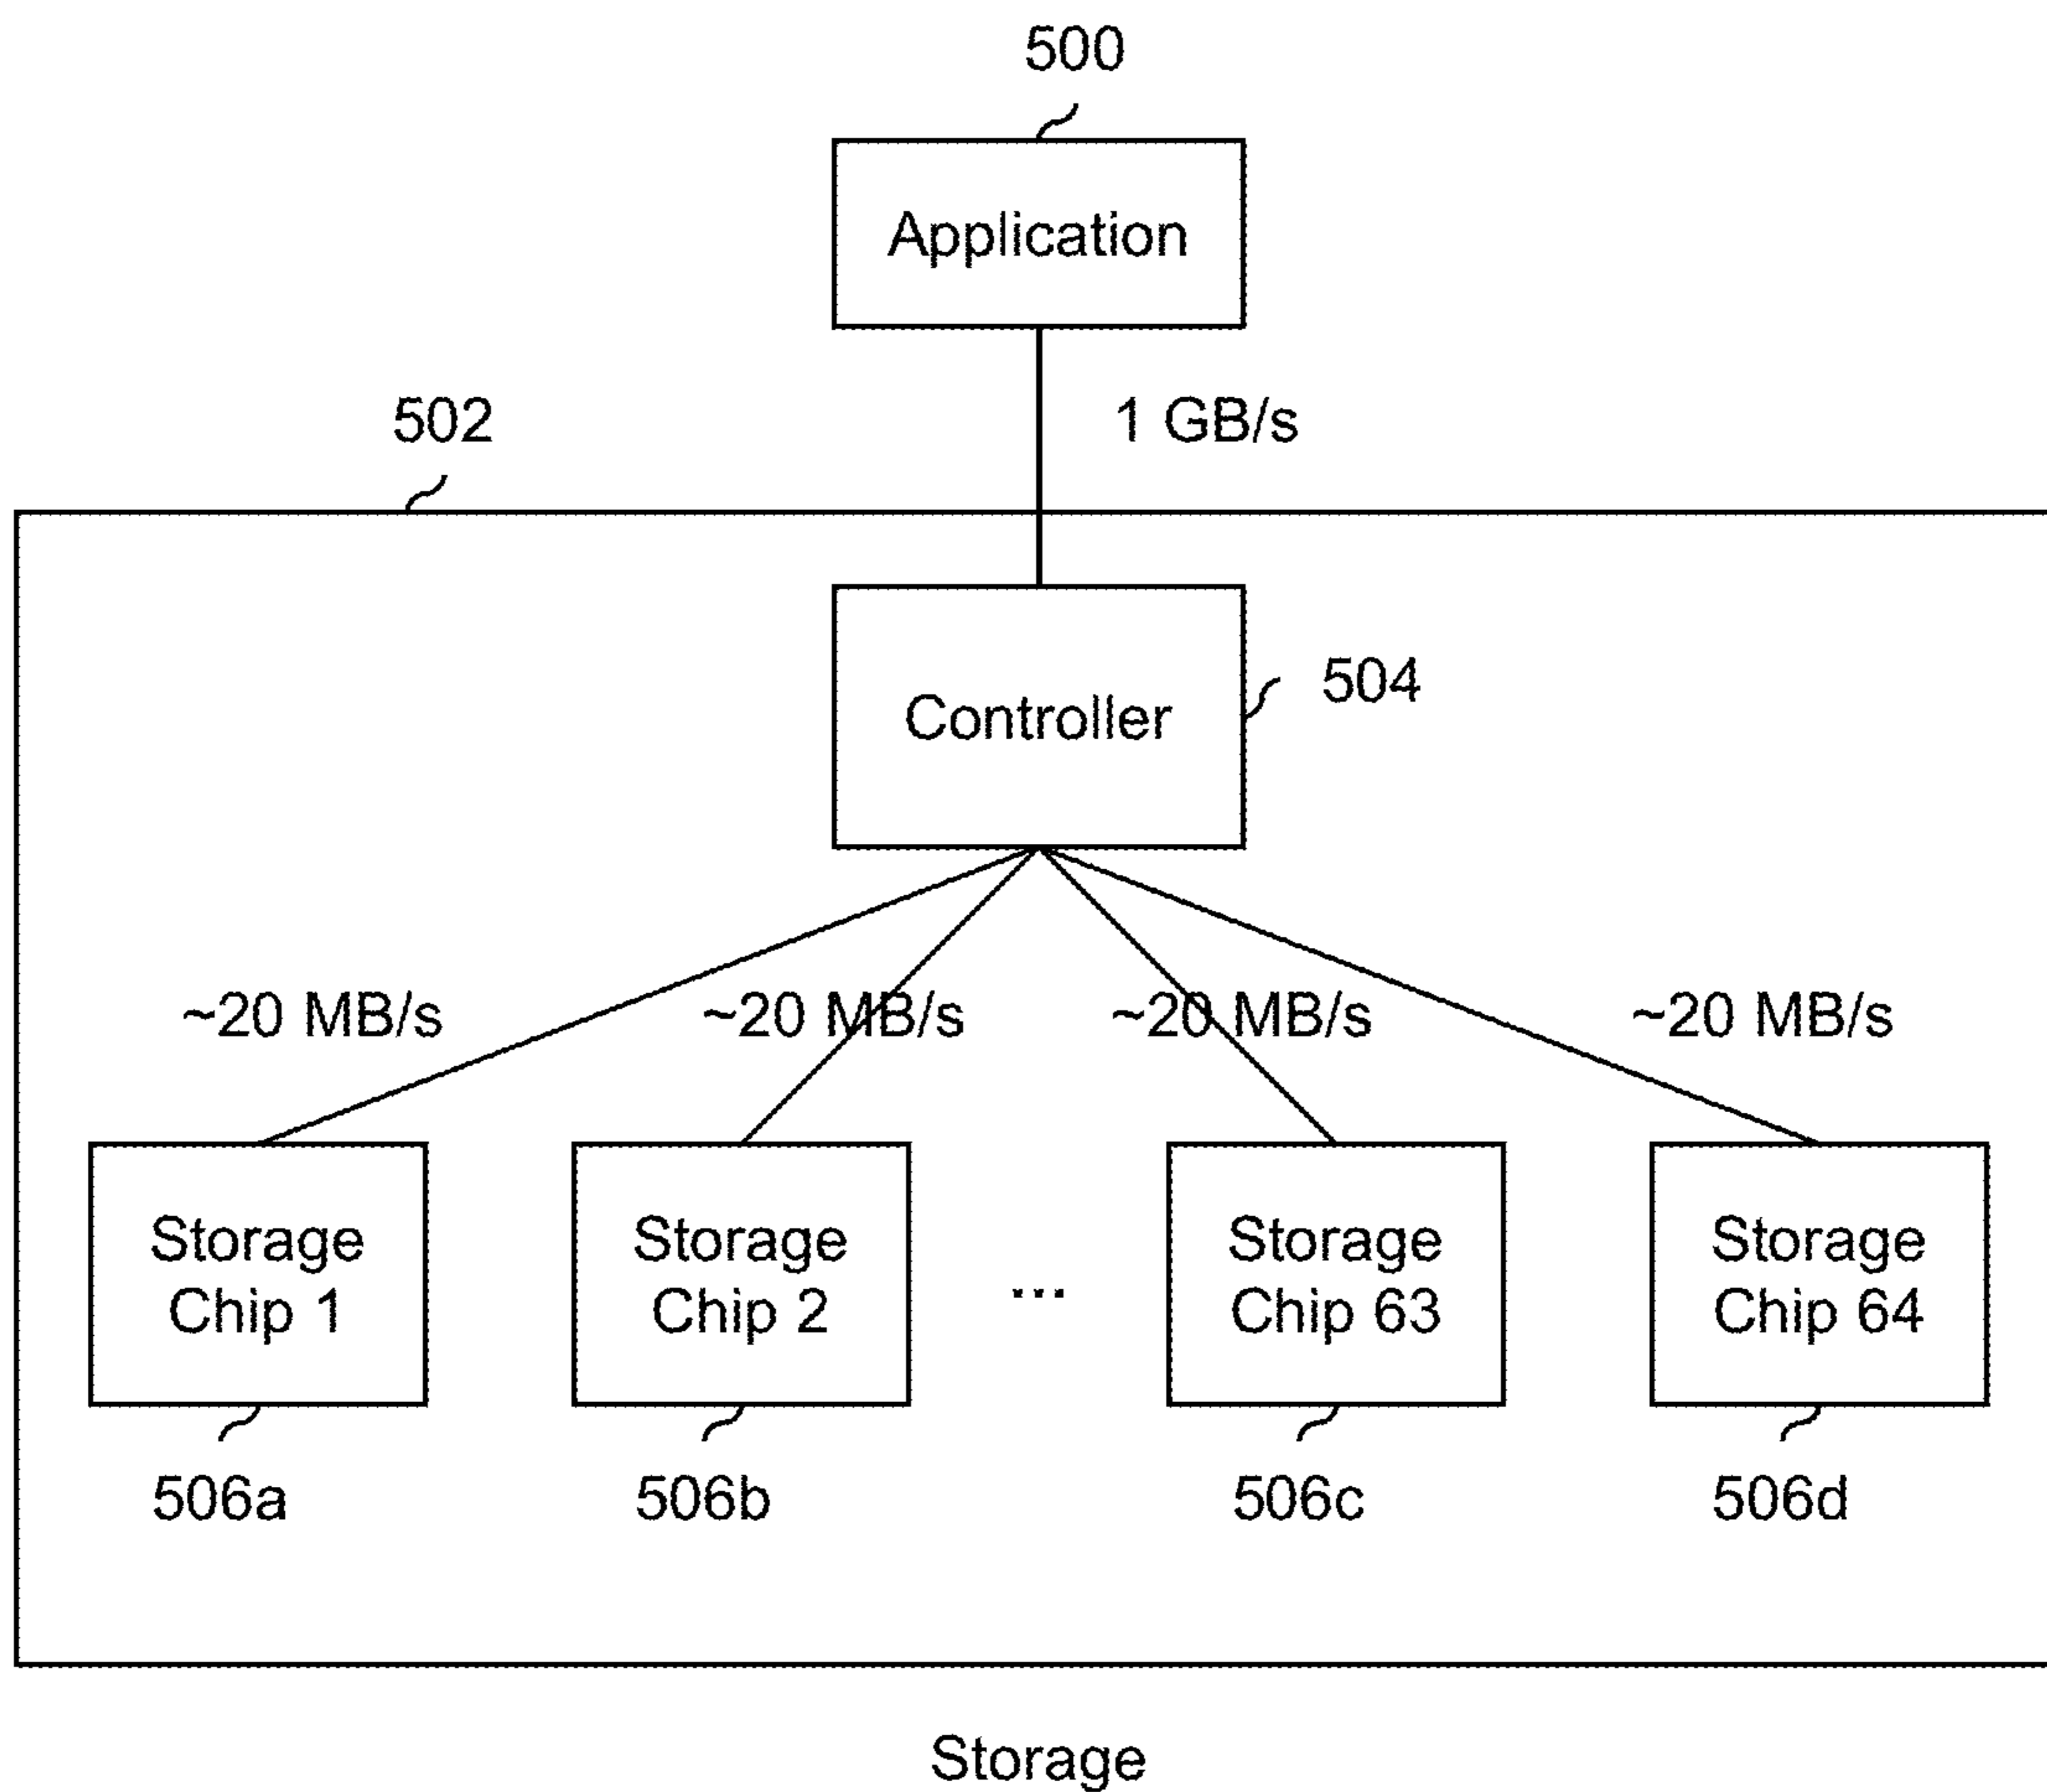 500
Application
502
1 GB/s
Controller
504
~20 MB/s
~20 MB/s
~20 MB/s
~20 MB/s
Storage
Chip 1
Storage
Chip 2
...
Storage
Chip 63
Storage
Chip 64
506a
506b
506c
506d
Storage